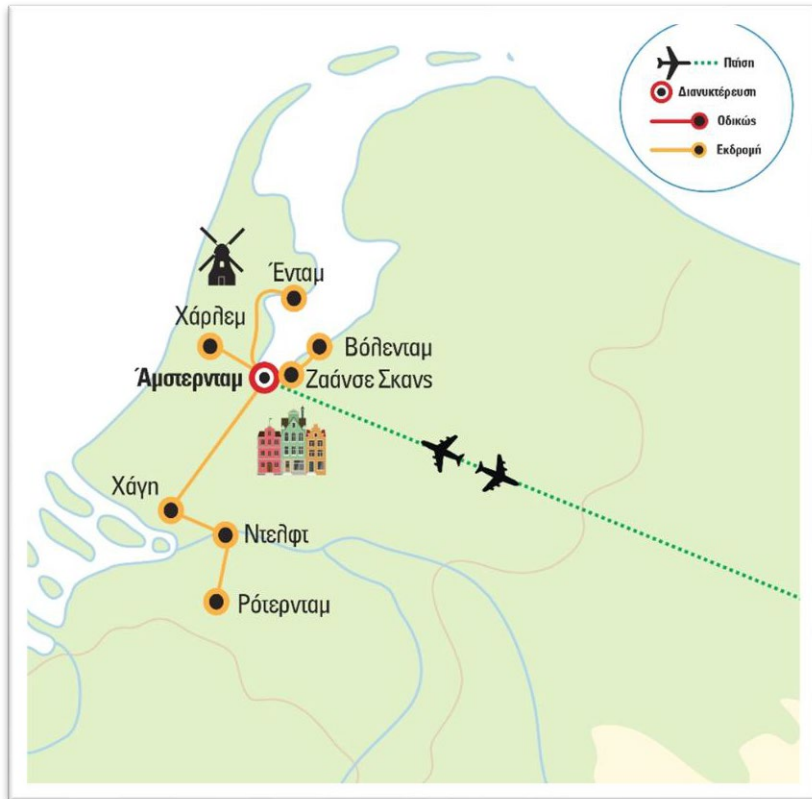 Πτήση
Διανυκτέρευση
Οδικώς
Εκδρομή
Ένταμ
Χάρλεμ
Βόλενταμ
Άμστερνταμ
Ζαάνσε Σκανς
Χάγη
Ντελφτ
Ρότερνταμ